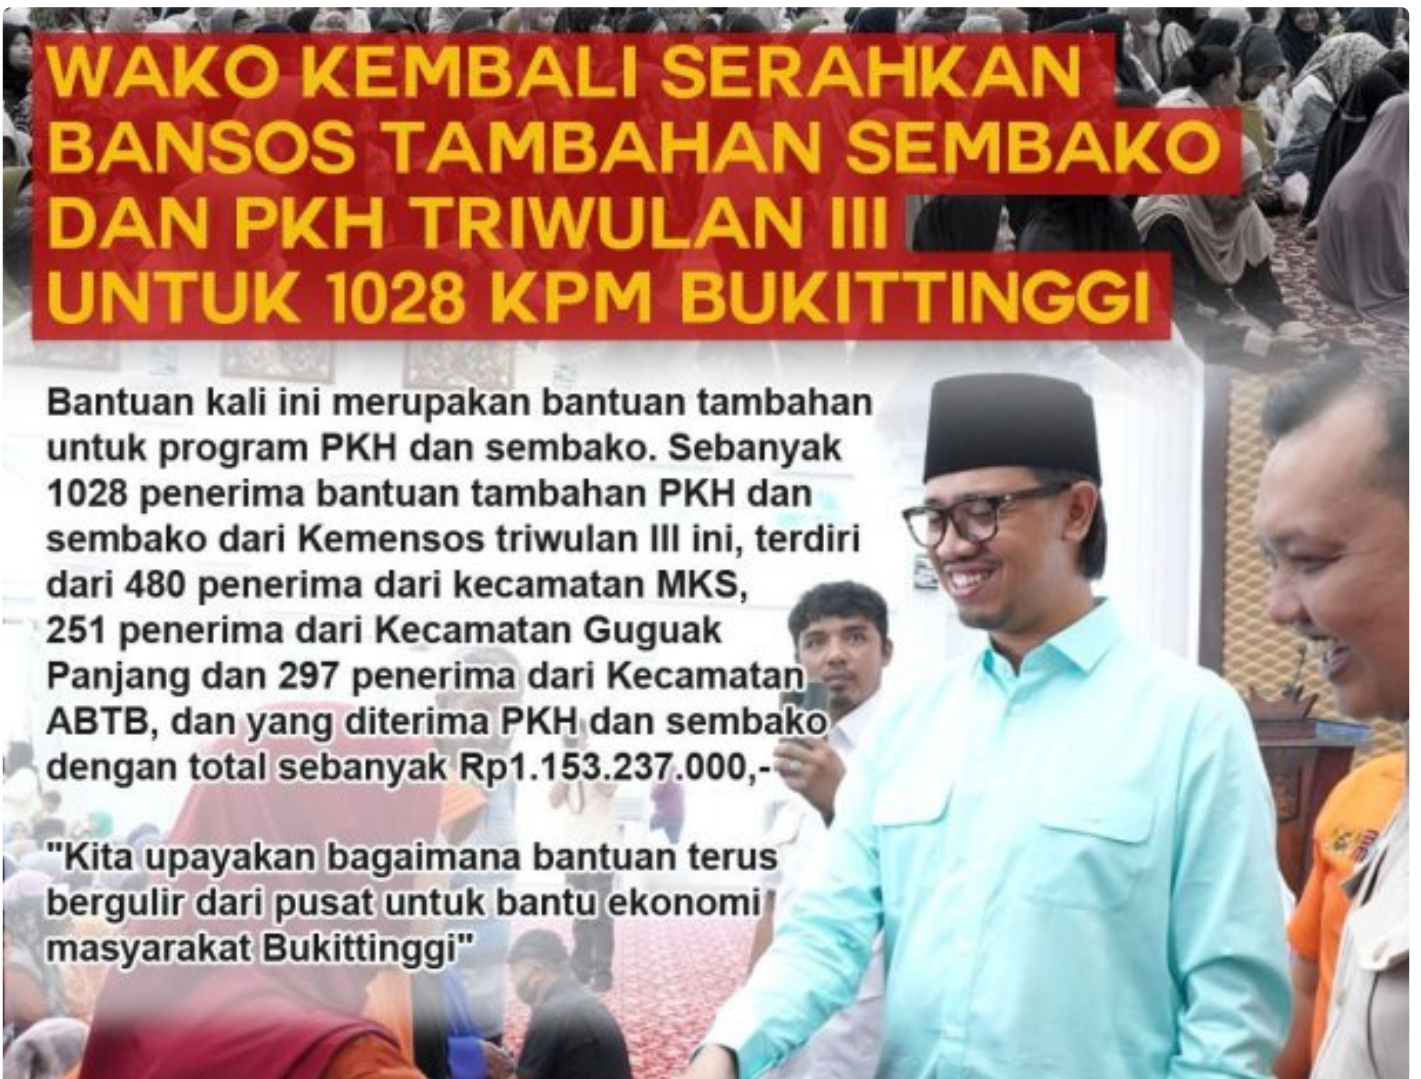 WAKO KEMBALI SERAHKAN
BANSOS TAMBAHAN SEMBAKO
DAN PKH TRIWULAN III
UNTUK 1028 KPM BUKITTINGGI
Bantuan kali ini merupakan bantuan tambahan
untuk program PKH dan sembako. Sebanyak
1028 penerima bantuan tambahan PKH dan
sembako dari Kemensos triwulan III ini, terdiri
dari 480 penerima dari kecamatan MKS,
251 penerima dari Kecamatan Guguak
Panjang dan 297 penerima dari Kecamatan
ABTB, dan yang diterima PKH dan sembako
dengan total sebanyak Rp1.153.237.000,-
"Kita upayakan bagaimana bantuan terus
bergulir dari pusat untuk bantu ekonomi
masyarakat Bukittinggi"